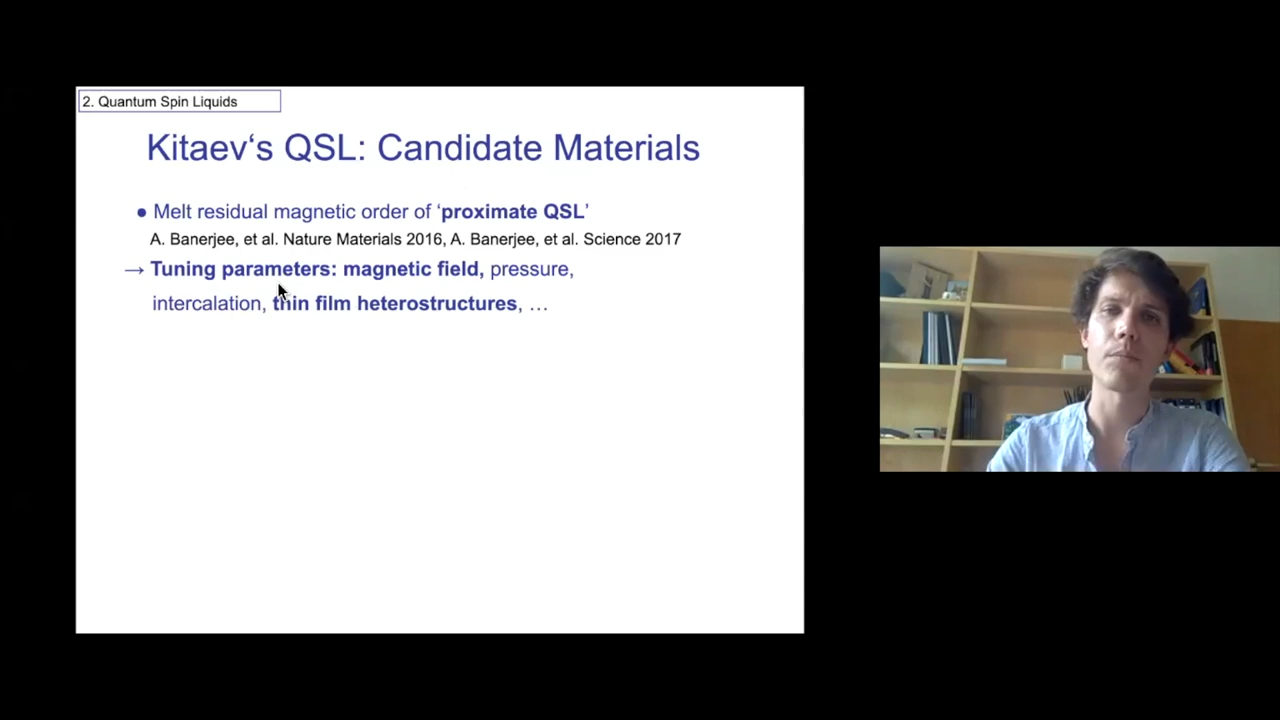 2. Quantum Spin Liquids
Kitaev‘s QSL: Candidate Materials
● Melt residual magnetic order of ‘proximate QSL’
A. Banerjee, et al. Nature Materials 2016, A. Banerjee, et al. Science 2017
→ Tuning parameters: magnetic field, pressure,
intercalation, thin film heterostructures, …